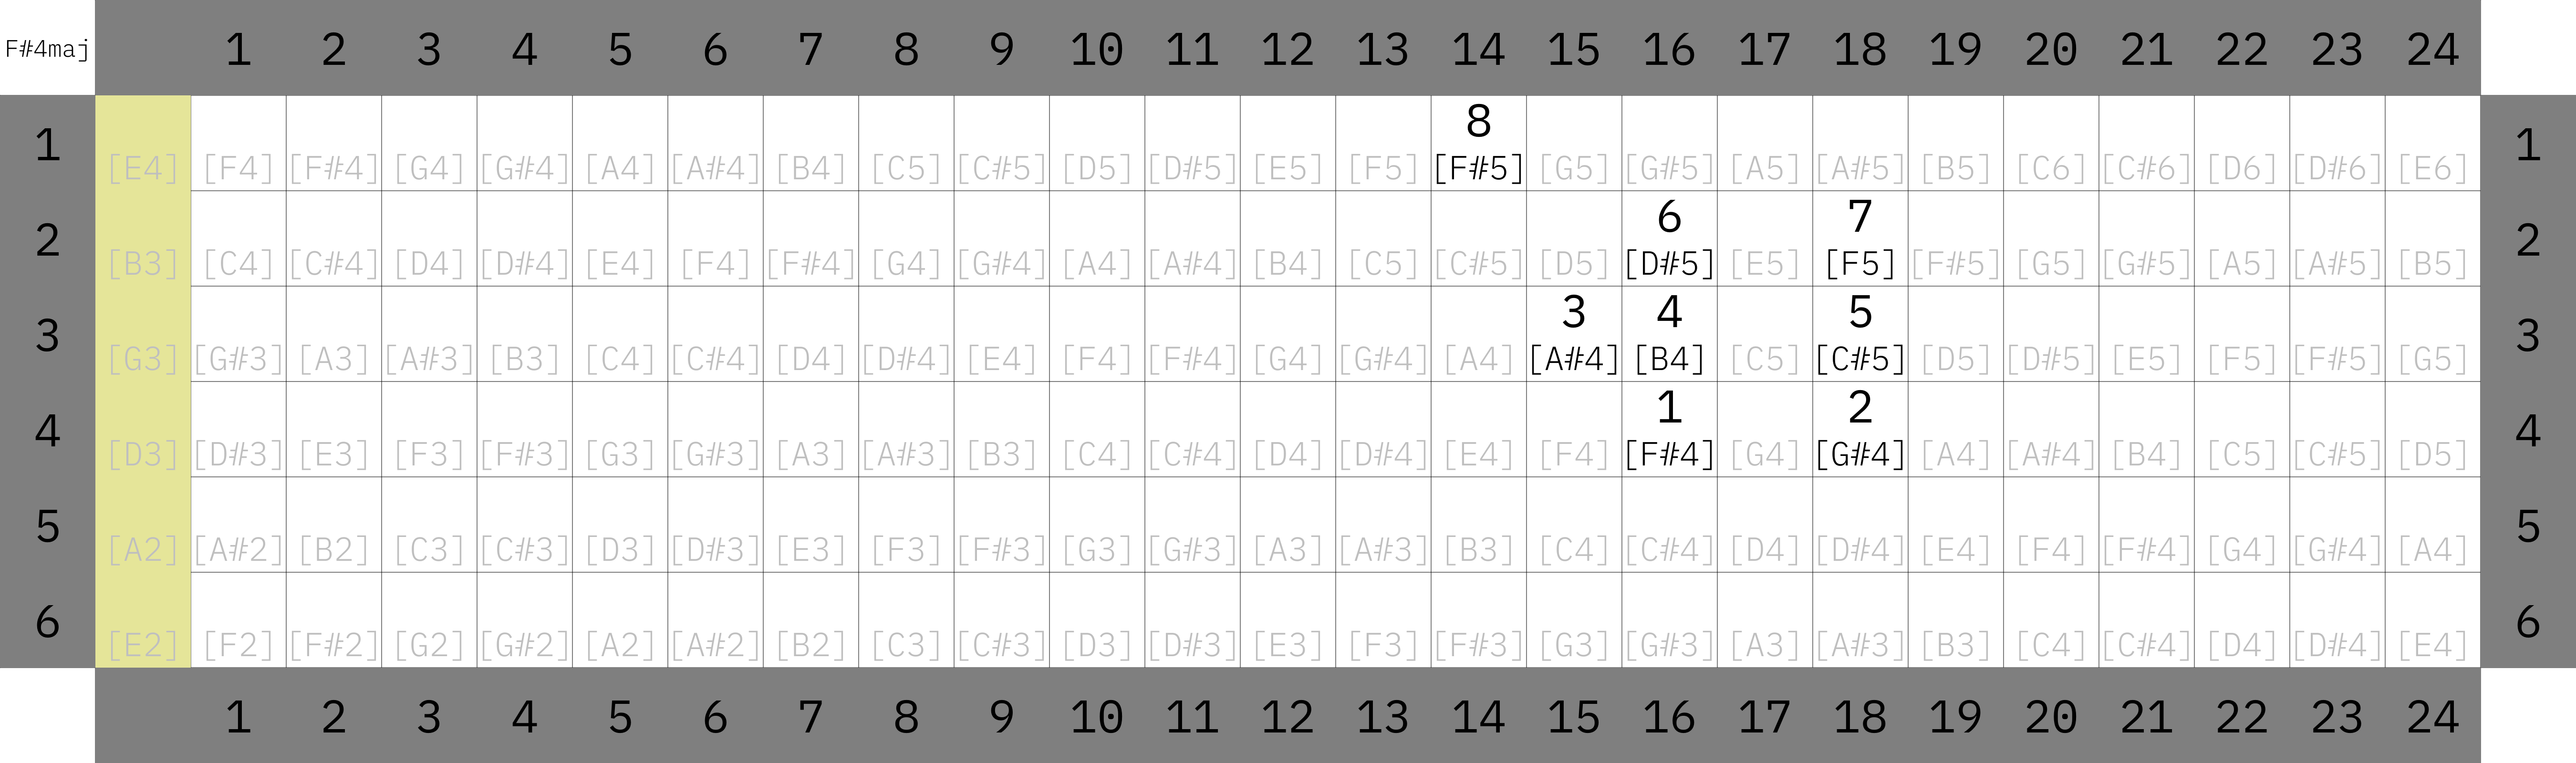 F#4maj 1 2 3 4 5 6 7 8 9 10 11 12 13 14 15 16 17 18 19 20 21 22 23 24
8
1 [E4] [F4] [F#4] [G4] [G#4] [A4] [A#4] [B4] [C5] [C#5] [D5] [D#5] [E5] [F5] [F#5] [G5] [G#5] [A5] [A#5] [B5] [C6] [C#6] [D6] [D#6] [E6] 1
6 7
2 [B3] [C4] [C#4] [D4] [D#4] [E4] [F4] [F#4] [G4] [G#4] [A4] [A#4] [B4] [C5] [C#5] [D5] [D#5] [E5] [F5] [F#5] [G5] [G#5] [A5] [A#5] [B5] 2
3 4 5
3 [G3] [G#3] [A3] [A#3] [B3] [C4] [C#4] [D4] [D#4] [E4] [F4] [F#4] [G4] [G#4] [A4] [A#4] [B4] [C5] [C#5] [D5] [D#5] [E5] [F5] [F#5] [G5] 3
1 2
4 [D3] [D#3] [E3] [F3] [F#3] [G3] [G#3] [A3] [A#3] [B3] [C4] [C#4] [D4] [D#4] [E4] [F4] [F#4] [G4] [G#4] [A4] [A#4] [B4] [C5] [C#5] [D5] 4
5 [A2] [A#2] [B2] [C3] [C#3] [D3] [D#3] [E3] [F3] [F#3] [G3] [G#3] [A3] [A#3] [B3] [C4] [C#4] [D4] [D#4] [E4] [F4] [F#4] [G4] [G#4] [A4] 5
6 [E2] [F2] [F#2] [G2] [G#2] [A2] [A#2] [B2] [C3] [C#3] [D3] [D#3] [E3] [F3] [F#3] [G3] [G#3] [A3] [A#3] [B3] [C4] [C#4] [D4] [D#4] [E4] 6
1 2 3 4 5 6 7 8 9 10 11 12 13 14 15 16 17 18 19 20 21 22 23 24